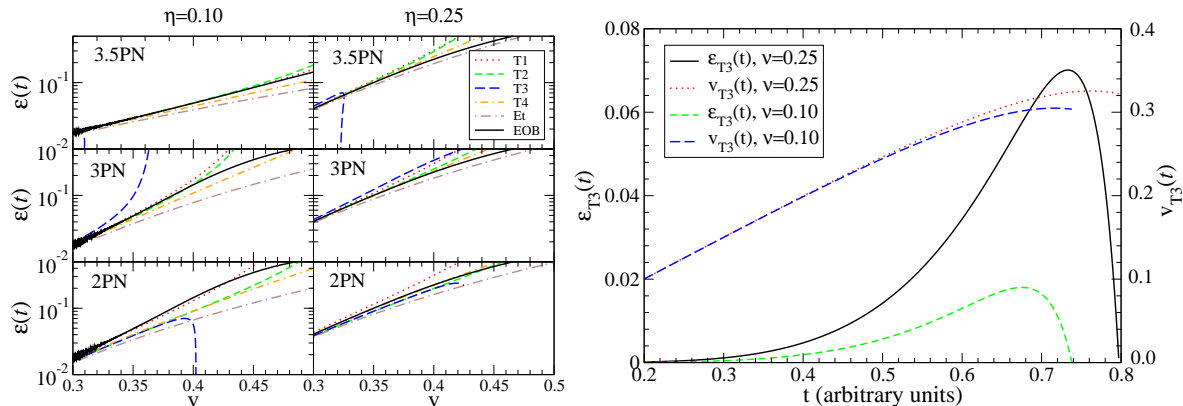 η=0.10 η=0.25
3.5PN 3.5PN
ε(t) 10⁻¹
T1
T2
T3
T4
Et
EOB
10⁻²
3PN 3PN
ε(t) 10⁻¹
10⁻²
2PN 2PN
ε(t) 10⁻¹
10⁻²
0.3 0.35 0.4 0.45 0.3 0.35 0.4 0.45 0.5
v v
0.08 0.4
ε_T3(t), ν=0.25
v_T3(t), ν=0.25
ε_T3(t), ν=0.10
v_T3(t), ν=0.10
0.06 0.3
ε_T3(t) 0.04 0.2 v_T3(t)
0.02 0.1
0 0.0
0.2 0.3 0.4 0.5 0.6 0.7 0.8
t (arbitrary units)